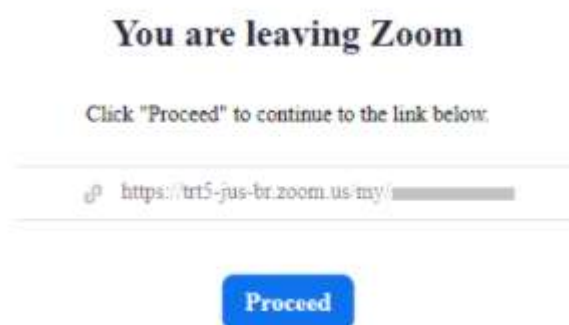 You are leaving Zoom
Click "Proceed" to continue to the link below.
https://trt5-jus-br.zoom.us/my/
Proceed